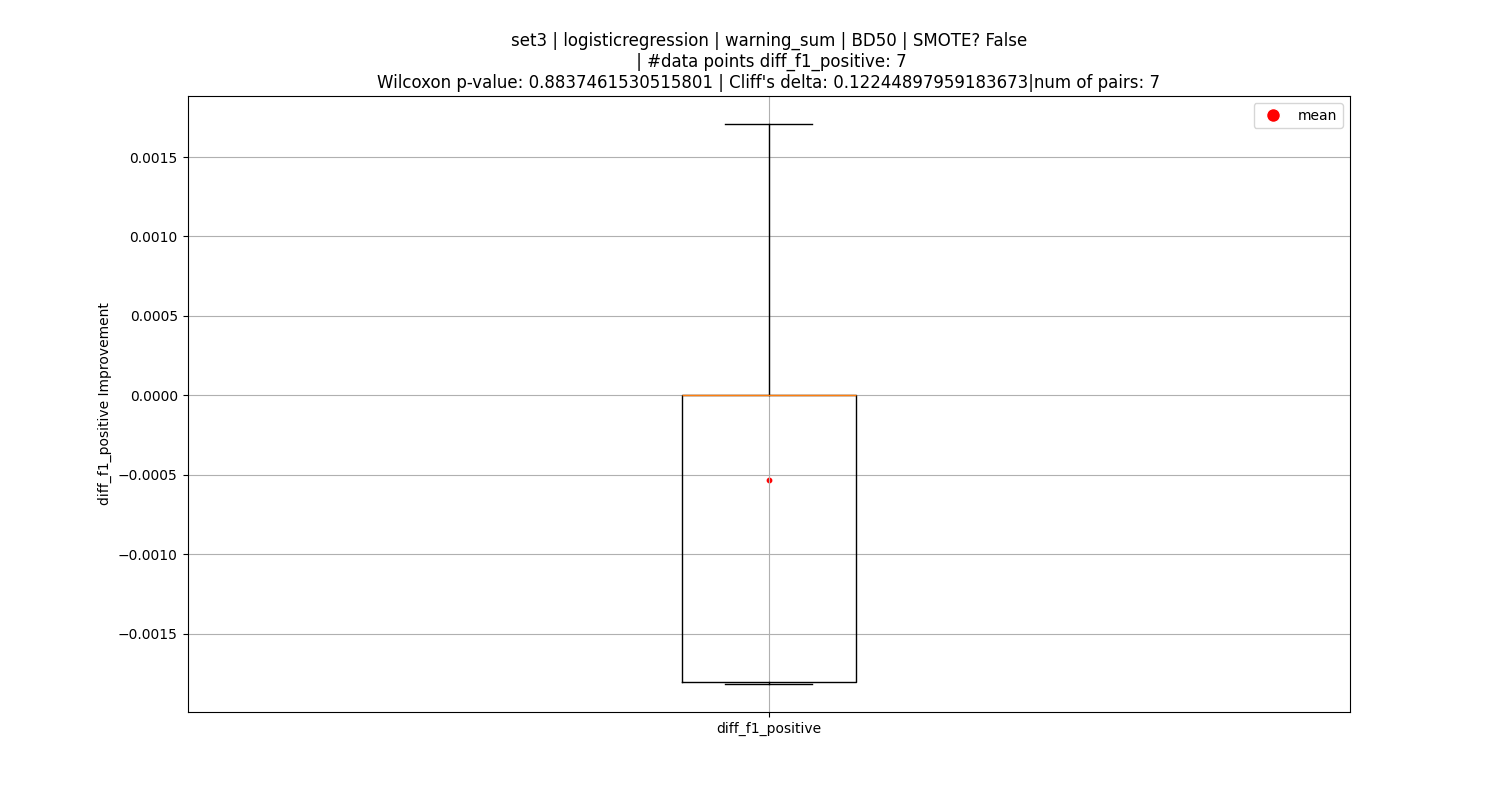 set3 | logisticregression | warning_sum | BD50 | SMOTE? False
| #data points diff_f1_positive: 7
Wilcoxon p-value: 0.8837461530515801 | Cliff's delta: 0.12244897959183673|num of pairs: 7
mean
0.0015
0.0010
0.0005
0.0000
−0.0005
−0.0010
−0.0015
diff_f1_positive Improvement
diff_f1_positive